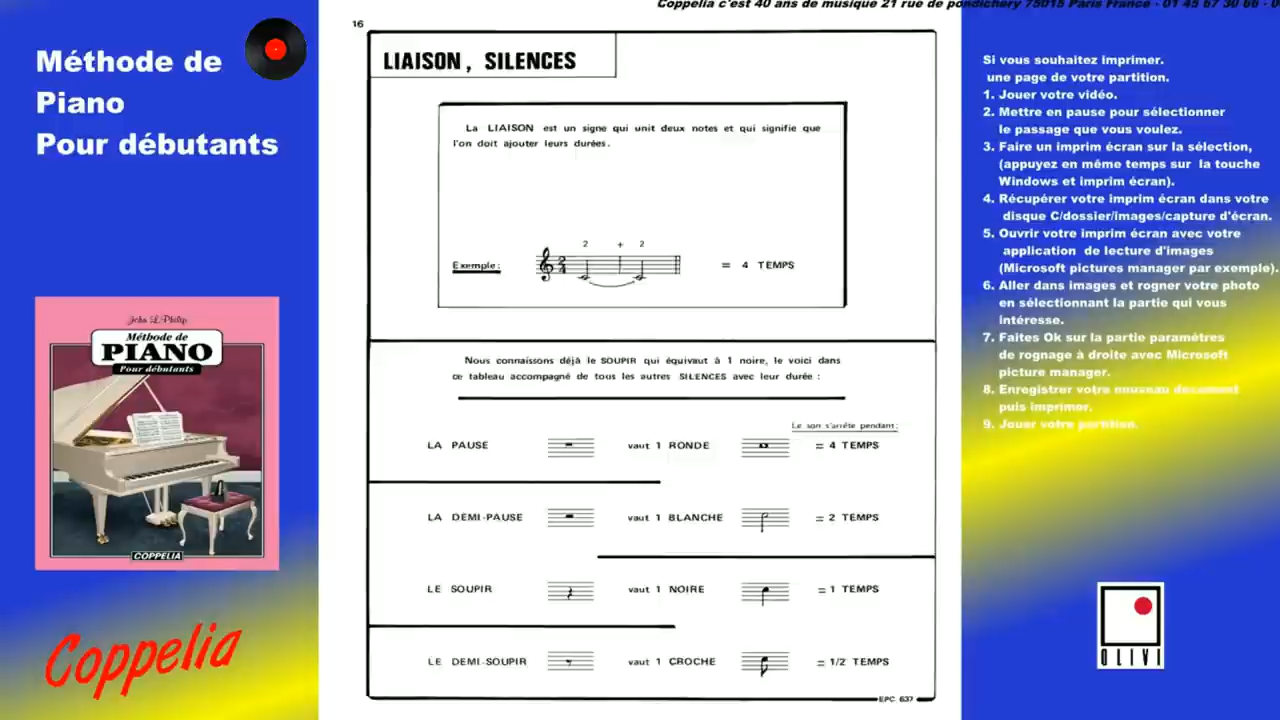 Coppelia c'est 40 ans de musique 21 rue de pondichery 75015 Paris France - 01 45 67 30 66 - 0
Méthode de
Piano
Pour débutants
John L. Philip
Méthode de
PIANO
Pour débutants
COPPELIA
Coppelia
16
LIAISON, SILENCES
La LIAISON est un signe qui unit deux notes et qui signifie que
l'on doit ajouter leurs durées.
2 + 2
Exemple : 2 4 = 4 TEMPS
Nous connaissons déjà le SOUPIR qui équivaut à 1 noire, le voici dans
ce tableau accompagné de tous les autres SILENCES avec leur durée :
Le son s'arrête pendant:
LA PAUSE vaut 1 RONDE = 4 TEMPS
LA DEMI-PAUSE vaut 1 BLANCHE = 2 TEMPS
LE SOUPIR vaut 1 NOIRE = 1 TEMPS
LE DEMI-SOUPIR vaut 1 CROCHE = 1/2 TEMPS
EPC 637
Si vous souhaitez imprimer.
une page de votre partition.
1. Jouer votre vidéo.
2. Mettre en pause pour sélectionner
le passage que vous voulez.
3. Faire un imprim écran sur la sélection,
(appuyez en même temps sur la touche
Windows et imprim écran).
4. Récupérer votre imprim écran dans votre
disque C/dossier/images/capture d'écran.
5. Ouvrir votre imprim écran avec votre
application de lecture d'images
(Microsoft pictures manager par exemple).
6. Aller dans images et rogner votre photo
en sélectionnant la partie qui vous
intéresse.
7. Faites Ok sur la partie paramètres
de rognage à droite avec Microsoft
picture manager.
8. Enregistrer votre nouveau document
puis imprimer.
9. Jouer votre partition.
OLIVI